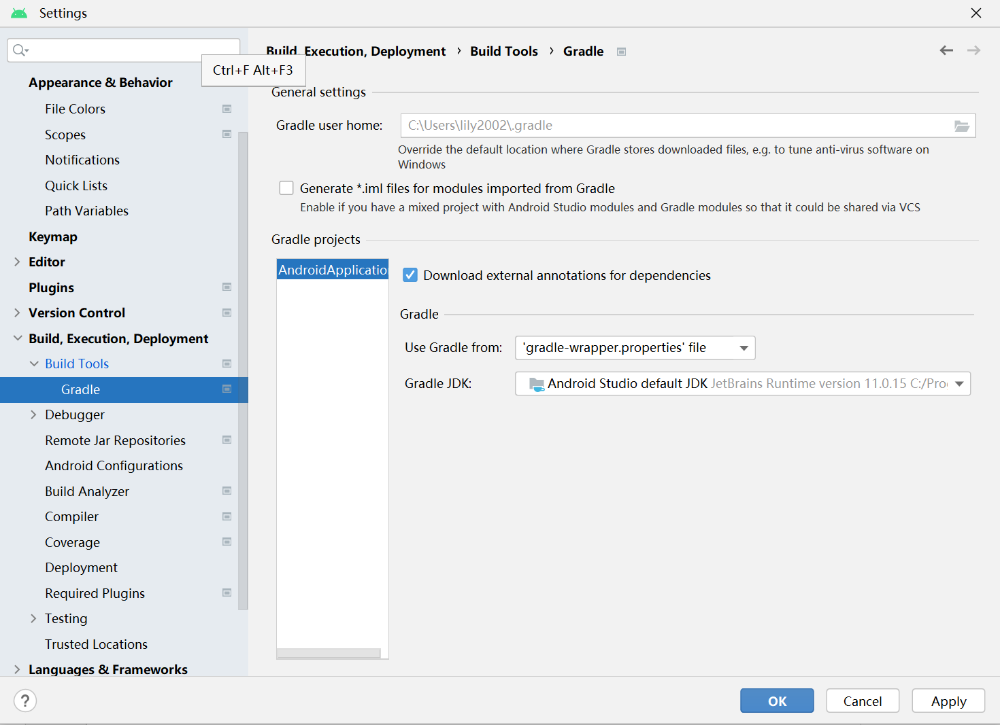 Settings
Ctrl+F Alt+F3
Appearance & Behavior
File Colors
Scopes
Notifications
Quick Lists
Path Variables
Keymap
Editor
Plugins
Version Control
Build, Execution, Deployment
Build Tools
Gradle
Debugger
Remote Jar Repositories
Android Configurations
Build Analyzer
Compiler
Coverage
Deployment
Required Plugins
Testing
Trusted Locations
Languages & Frameworks
Build, Execution, Deployment › Build Tools › Gradle
General settings
Gradle user home: C:\Users\lily2002\.gradle
Override the default location where Gradle stores downloaded files, e.g. to tune anti-virus software on
Windows
Generate *.iml files for modules imported from Gradle
Enable if you have a mixed project with Android Studio modules and Gradle modules so that it could be shared via VCS
Gradle projects
AndroidApplication
Download external annotations for dependencies
Gradle
Use Gradle from: 'gradle-wrapper.properties' file
Gradle JDK: Android Studio default JDK JetBrains Runtime version 11.0.15 C:/Pro
?
OK Cancel Apply